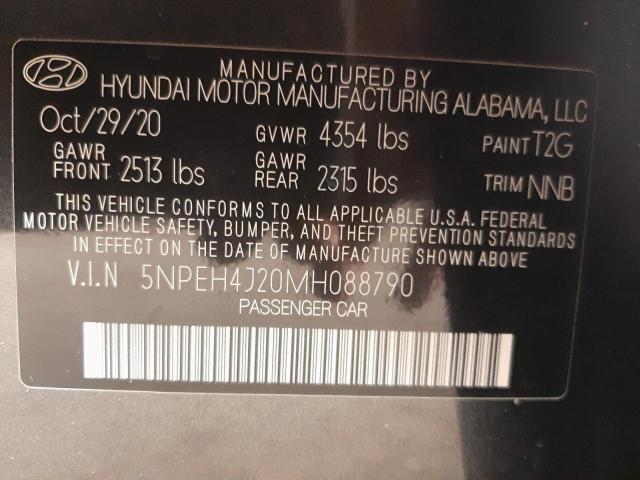 MANUFACTURED BY
HYUNDAI MOTOR MANUFACTURING ALABAMA, LLC
Oct/29/20 GVWR 4354 lbs PAINT T2G
GAWR FRONT 2513 lbs GAWR REAR 2315 lbs TRIM NNB
THIS VEHICLE CONFORMS TO ALL APPLICABLE U.S.A. FEDERAL
MOTOR VEHICLE SAFETY, BUMPER, AND THEFT PREVENTION STANDARDS
IN EFFECT ON THE DATE OF MANUFACTURE SHOWN ABOVE
V.I.N 5NPEH4J20MH088790
PASSENGER CAR